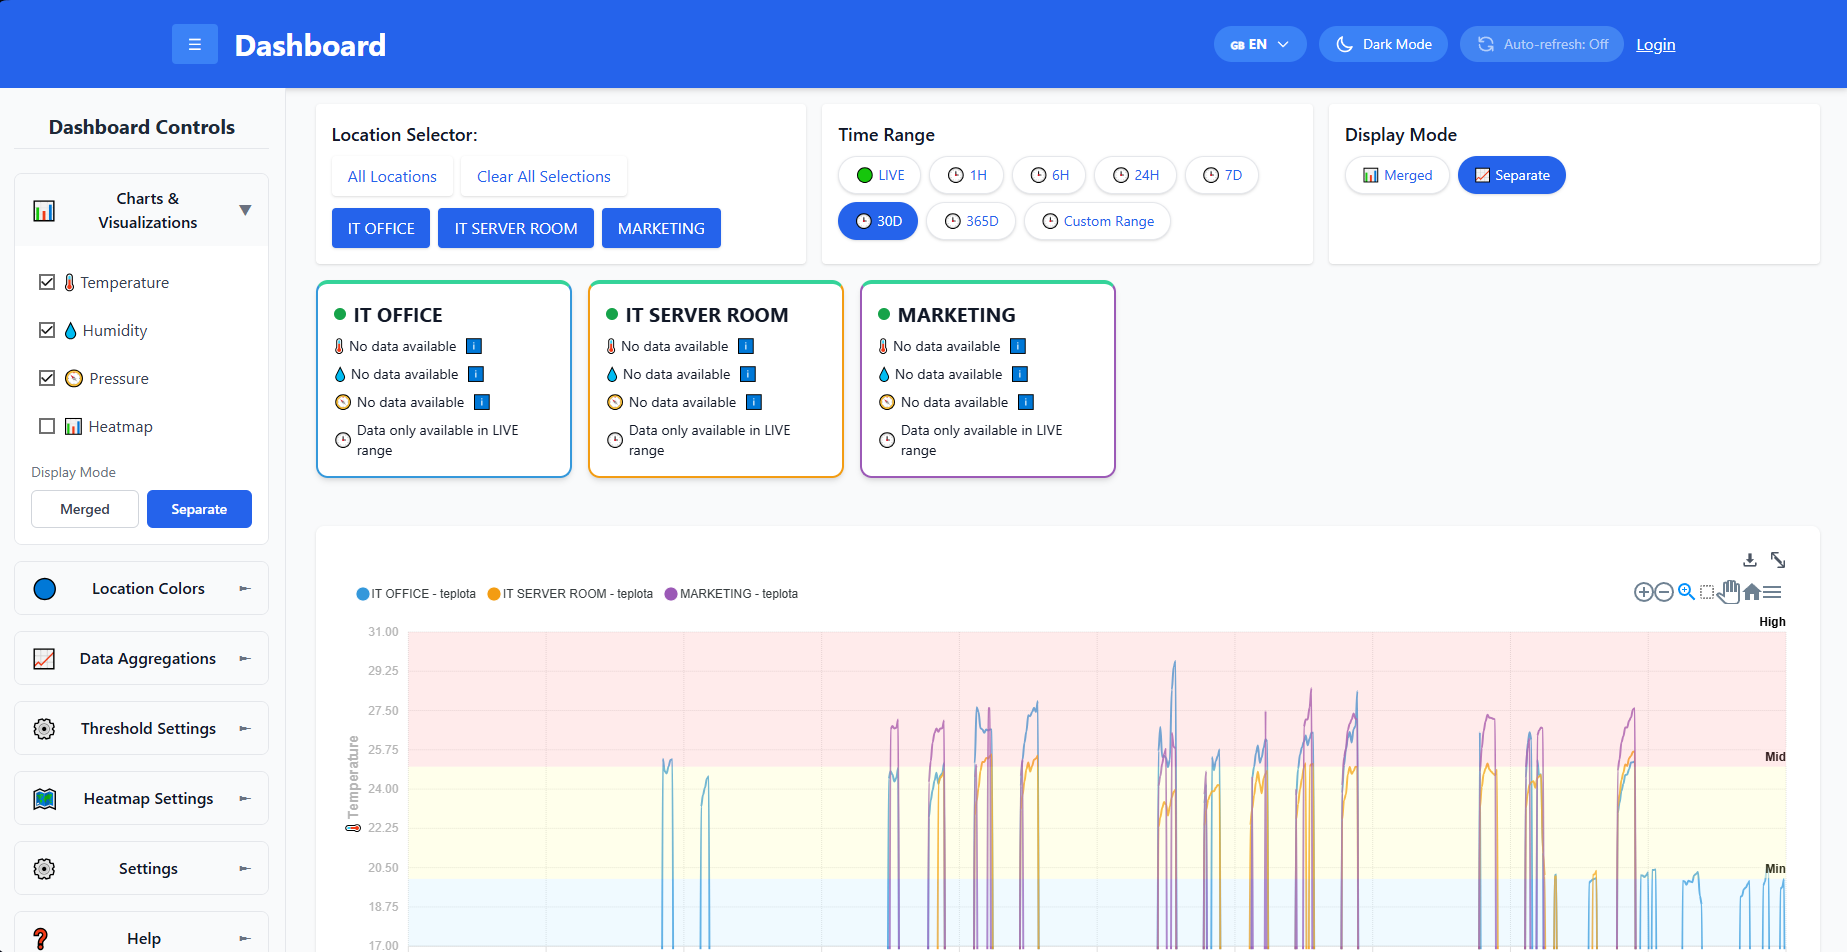 ☰ Dashboard
GB EN
Dark Mode
Auto-refresh: Off
Login
Dashboard Controls
Charts &
Visualizations
Temperature
Humidity
Pressure
Heatmap
Display Mode
Merged
Separate
Location Colors
Data Aggregations
Threshold Settings
Heatmap Settings
Settings
Help
Location Selector:
All Locations
Clear All Selections
IT OFFICE
IT SERVER ROOM
MARKETING
Time Range
LIVE
1H
6H
24H
7D
30D
365D
Custom Range
Display Mode
Merged
Separate
IT OFFICE
No data available i
No data available i
No data available i
Data only available in LIVE
range
IT SERVER ROOM
No data available i
No data available i
No data available i
Data only available in LIVE
range
MARKETING
No data available i
No data available i
No data available i
Data only available in LIVE
range
IT OFFICE - teplota
IT SERVER ROOM - teplota
MARKETING - teplota
High
Mid
Min
Temperature
31.00
29.25
27.50
25.75
24.00
22.25
20.50
18.75
17.00